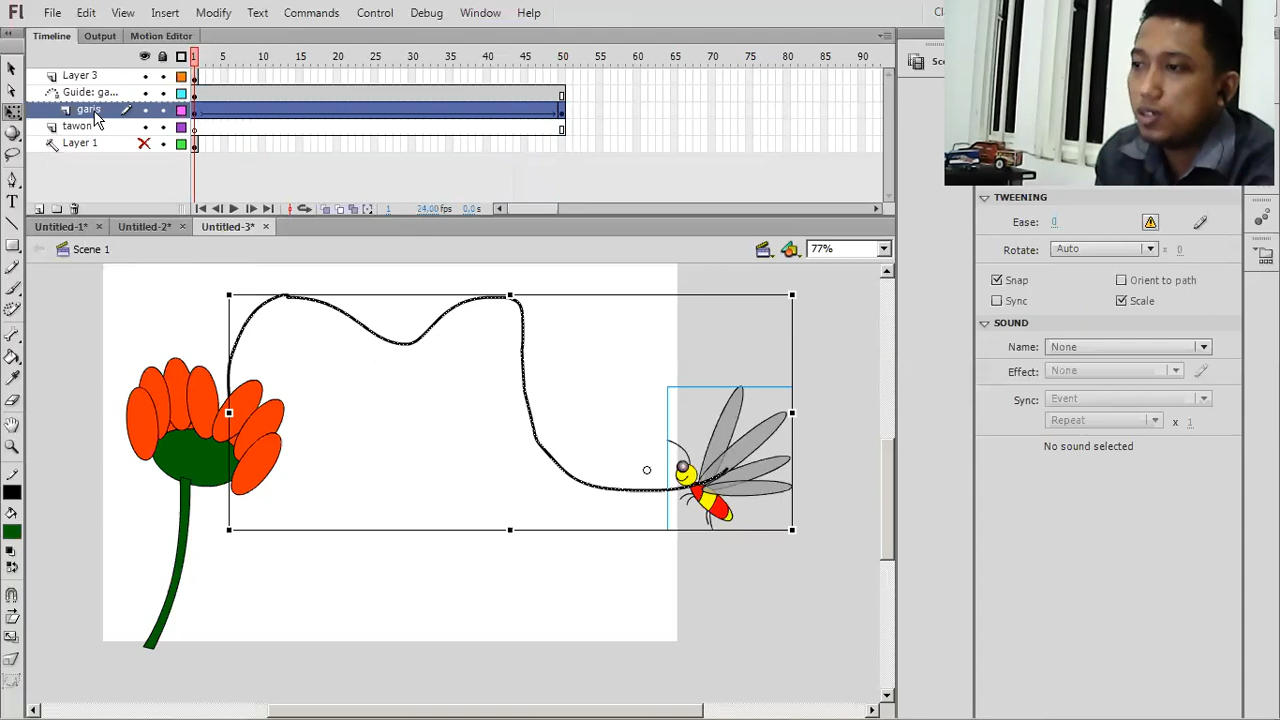 Fl File Edit View Insert Modify Text Commands Control Debug Window Help
Timeline Output Motion Editor
1 5 10 15 20 25 30 35 40 45 50 55 60 65 70 75 80 85 90
Layer 3
Guide: ga...
garis
tawon
Layer 1
1 24.00 fps 0.0 s
Untitled-1* × Untitled-2* × Untitled-3* ×
Scene 1 77%
TWEENING
Ease: 0
Rotate: Auto x 0
Snap Orient to path
Sync Scale
SOUND
Name: None
Effect: None
Sync: Event
Repeat x 1
No sound selected